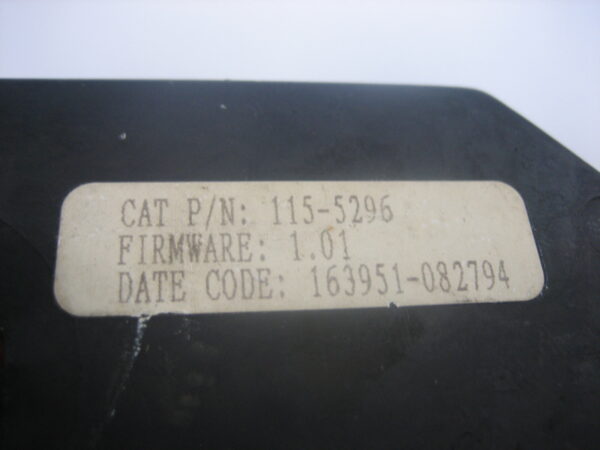 CAT P/N: 115-5296
FIRMWARE: 1.01
DATE CODE: 163951-082794